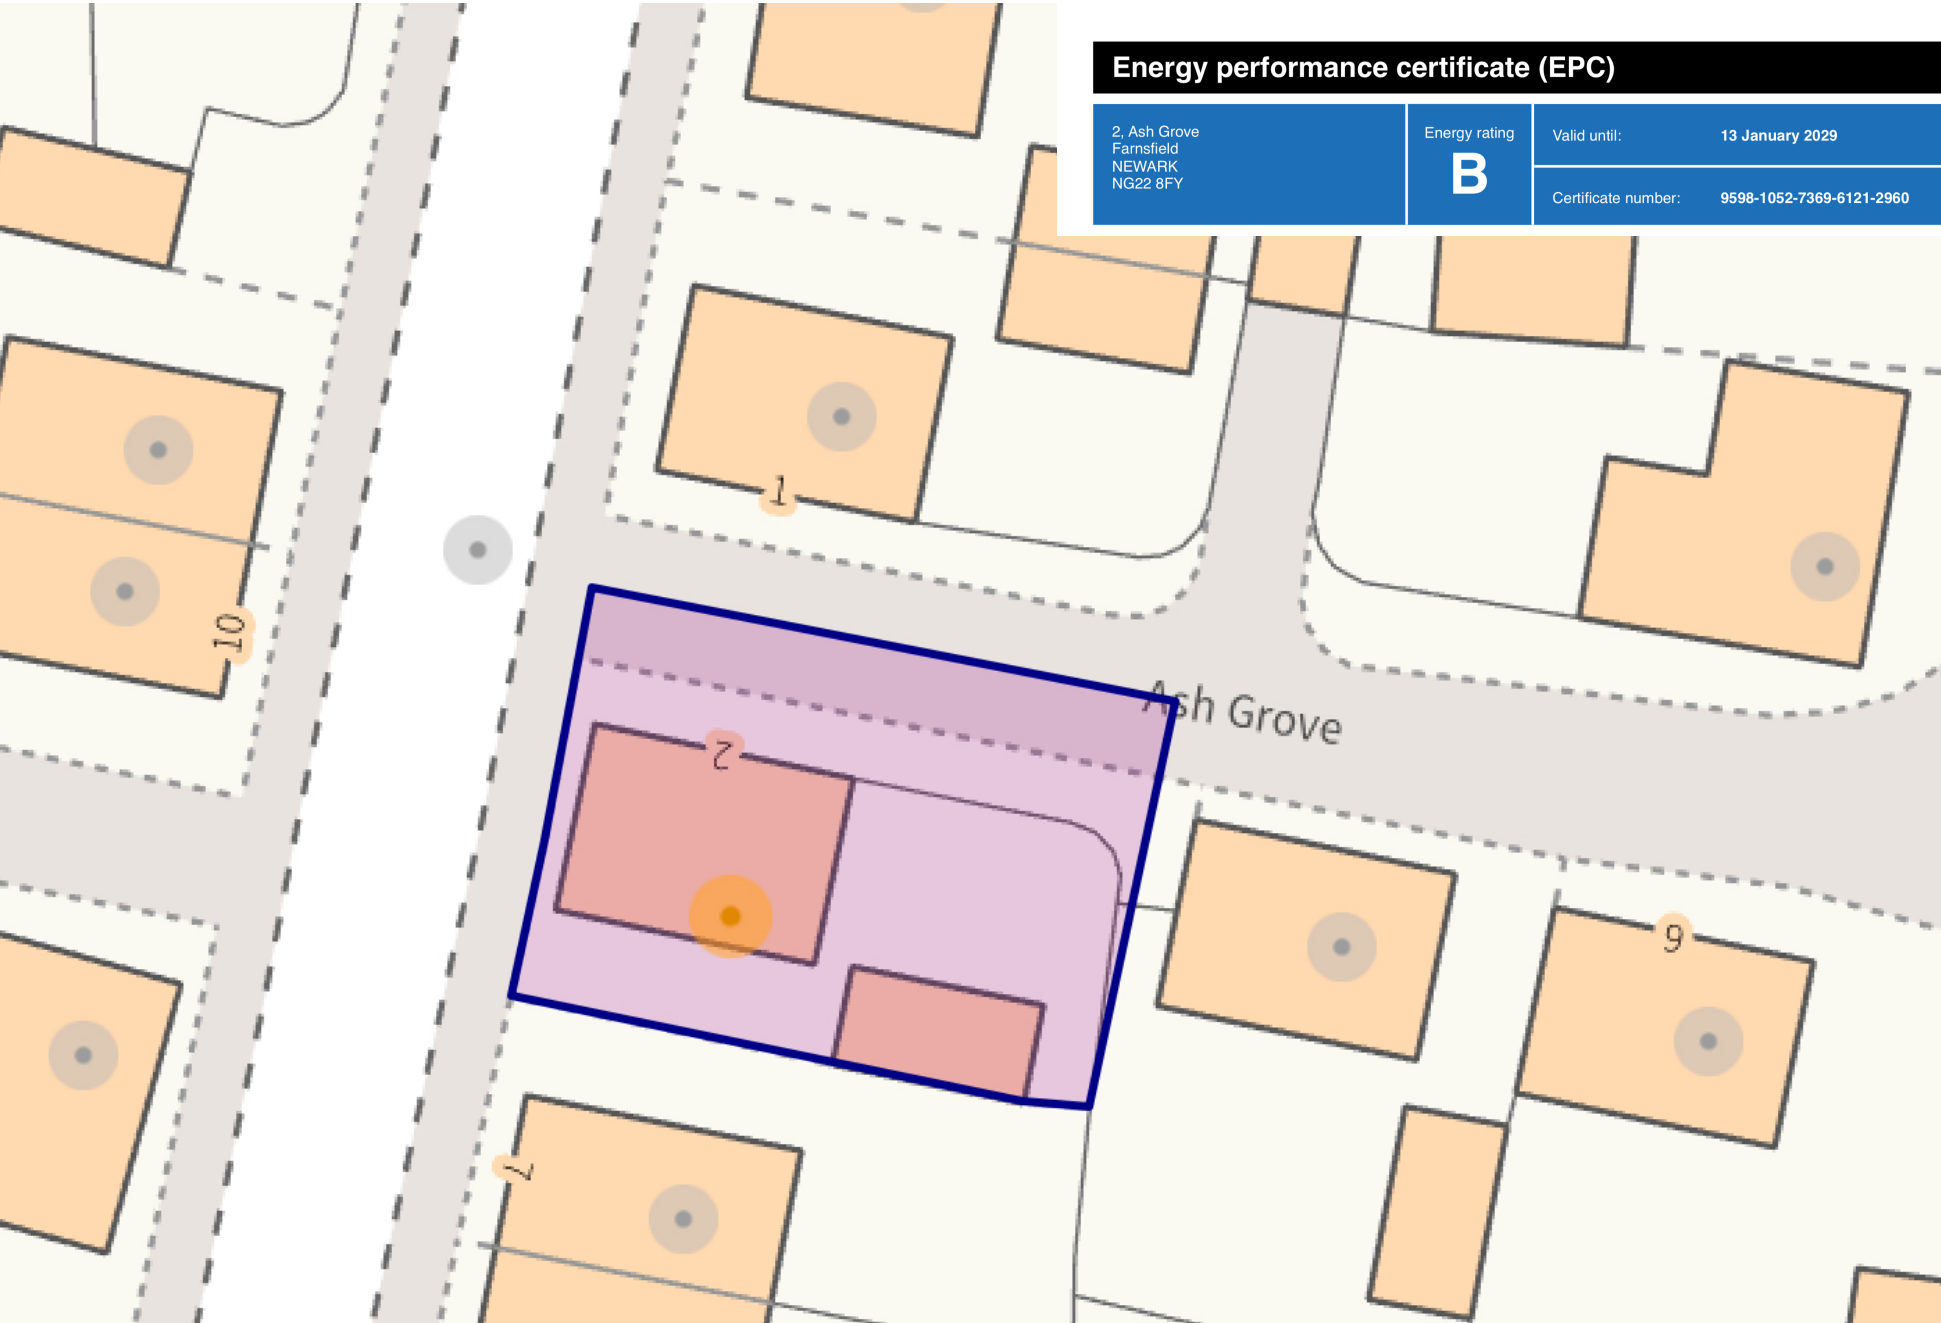 Energy performance certificate (EPC)
2, Ash Grove
Farnsfield
NEWARK
NG22 8FY
Energy rating
B
Valid until:
13 January 2029
Certificate number:
9598-1052-7369-6121-2960
1
10
Ash Grove
2
6
7